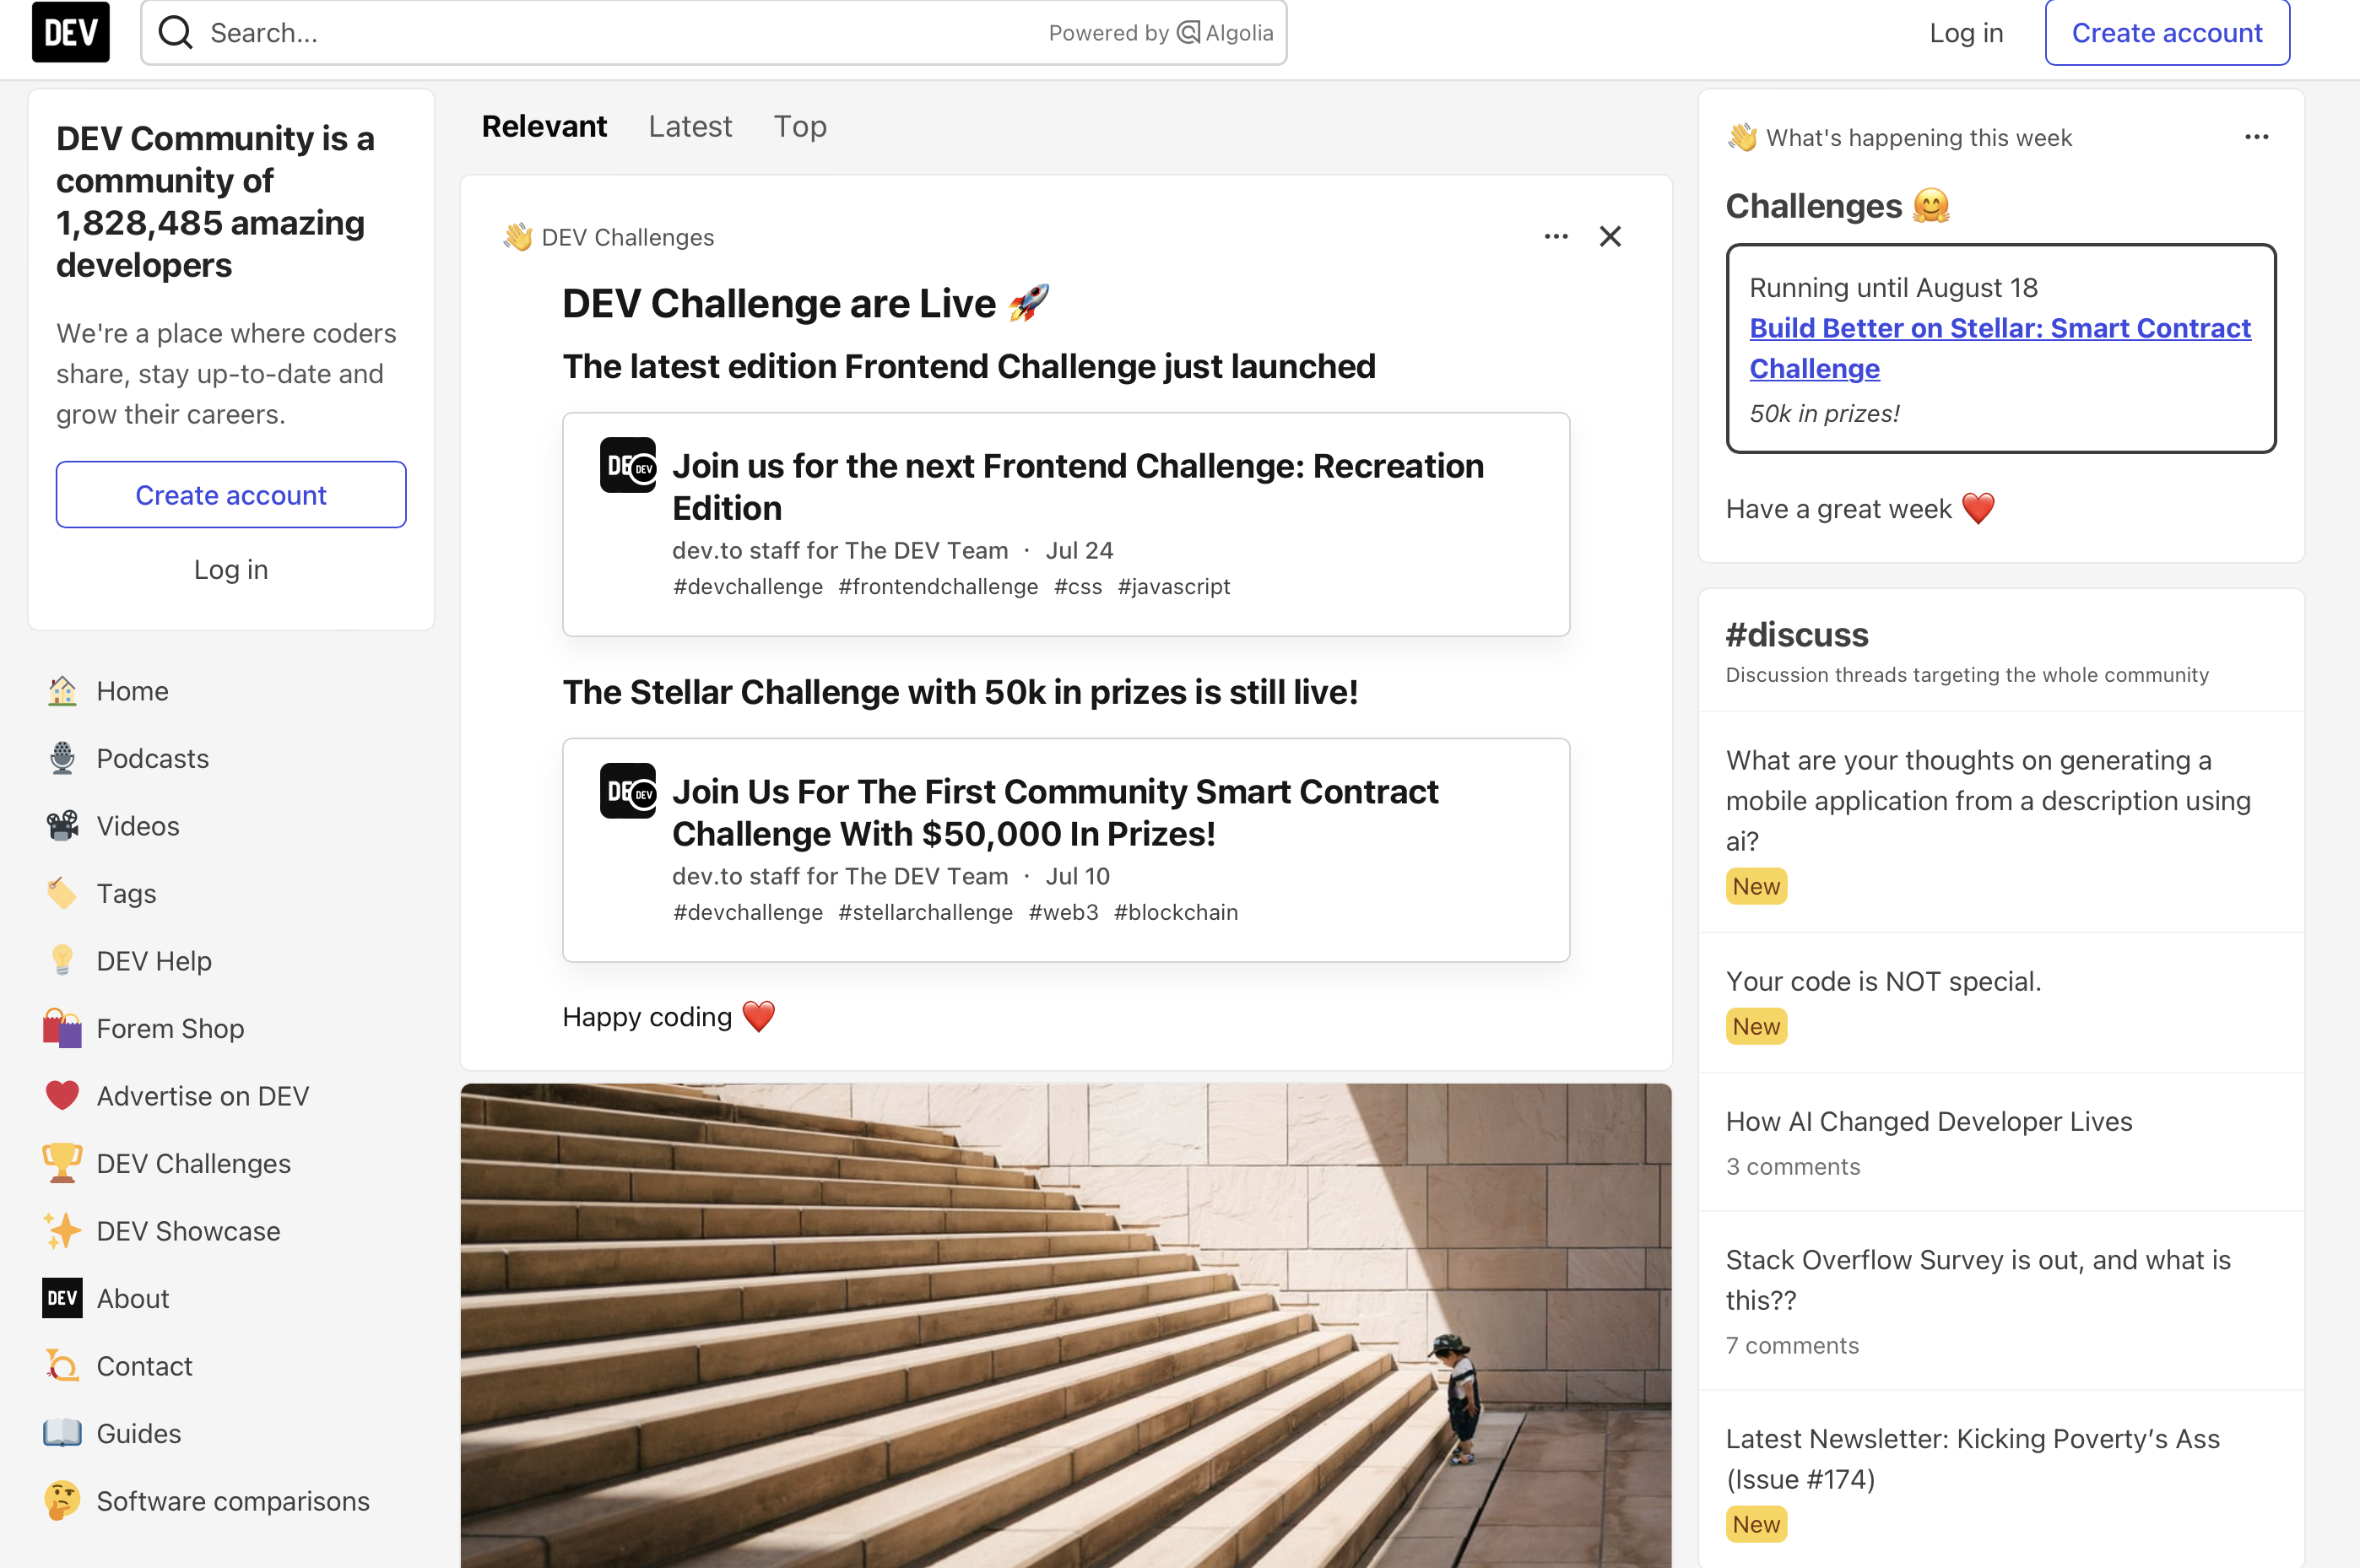 DEV
Search...
Powered by Algolia
Log in
Create account
DEV Community is a
community of
1,828,485 amazing
developers
We're a place where coders
share, stay up-to-date and
grow their careers.
Create account
Log in
Home
Podcasts
Videos
Tags
DEV Help
Forem Shop
Advertise on DEV
DEV Challenges
DEV Showcase
DEV
About
Contact
Guides
Software comparisons
Relevant
Latest
Top
👋 DEV Challenges
DEV Challenge are Live 🚀
The latest edition Frontend Challenge just launched
DE
DEV
Join us for the next Frontend Challenge: Recreation
Edition
dev.to staff for The DEV Team · Jul 24
#devchallenge #frontendchallenge #css #javascript
The Stellar Challenge with 50k in prizes is still live!
DE
DEV
Join Us For The First Community Smart Contract
Challenge With $50,000 In Prizes!
dev.to staff for The DEV Team · Jul 10
#devchallenge #stellarchallenge #web3 #blockchain
Happy coding ❤️
👋 What's happening this week
Challenges 🤗
Running until August 18
Build Better on Stellar: Smart Contract
Challenge
50k in prizes!
Have a great week ❤️
#discuss
Discussion threads targeting the whole community
What are your thoughts on generating a
mobile application from a description using
ai?
New
Your code is NOT special.
New
How AI Changed Developer Lives
3 comments
Stack Overflow Survey is out, and what is
this??
7 comments
Latest Newsletter: Kicking Poverty’s Ass
(Issue #174)
New